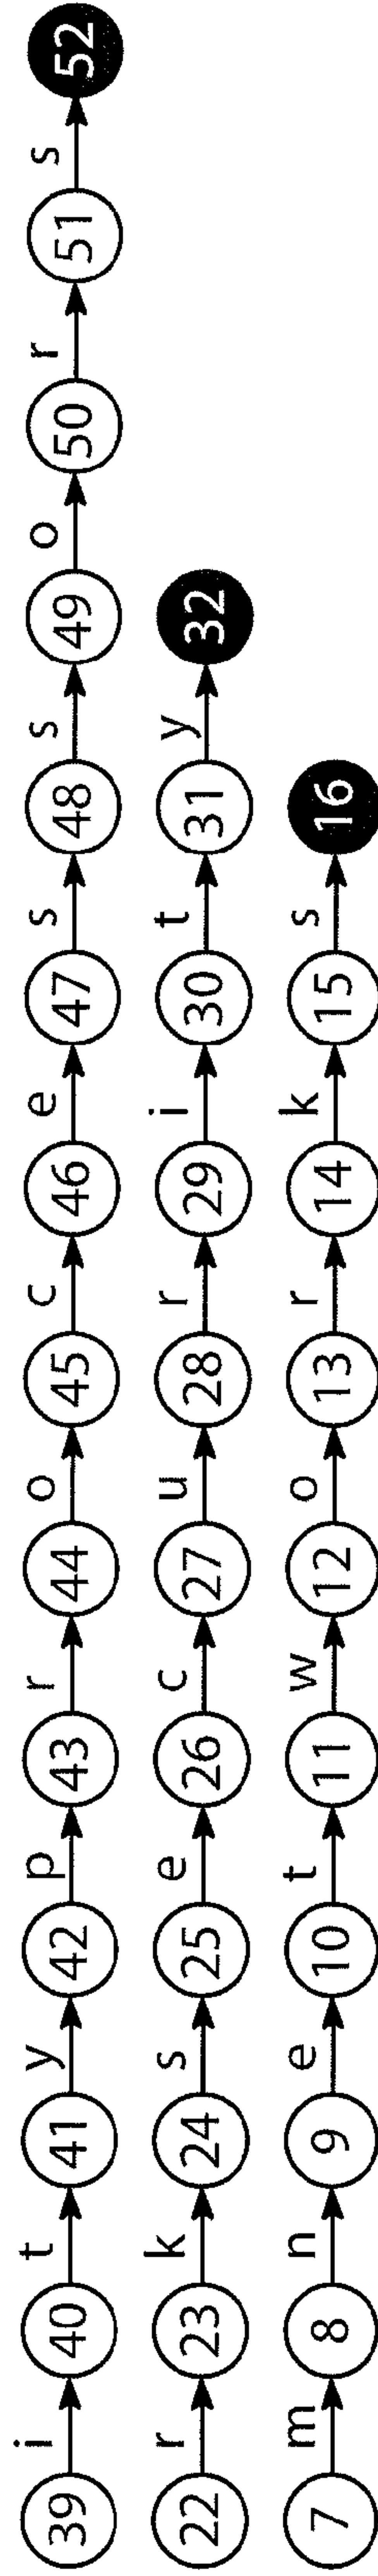 i t y p r o c e s s o r s
39 40 41 42 43 44 45 46 47 48 49 50 51 52
r k s e c u r i t y
22 23 24 25 26 27 28 29 30 31 32
m n e t w o r k s
7 8 9 10 11 12 13 14 15 16